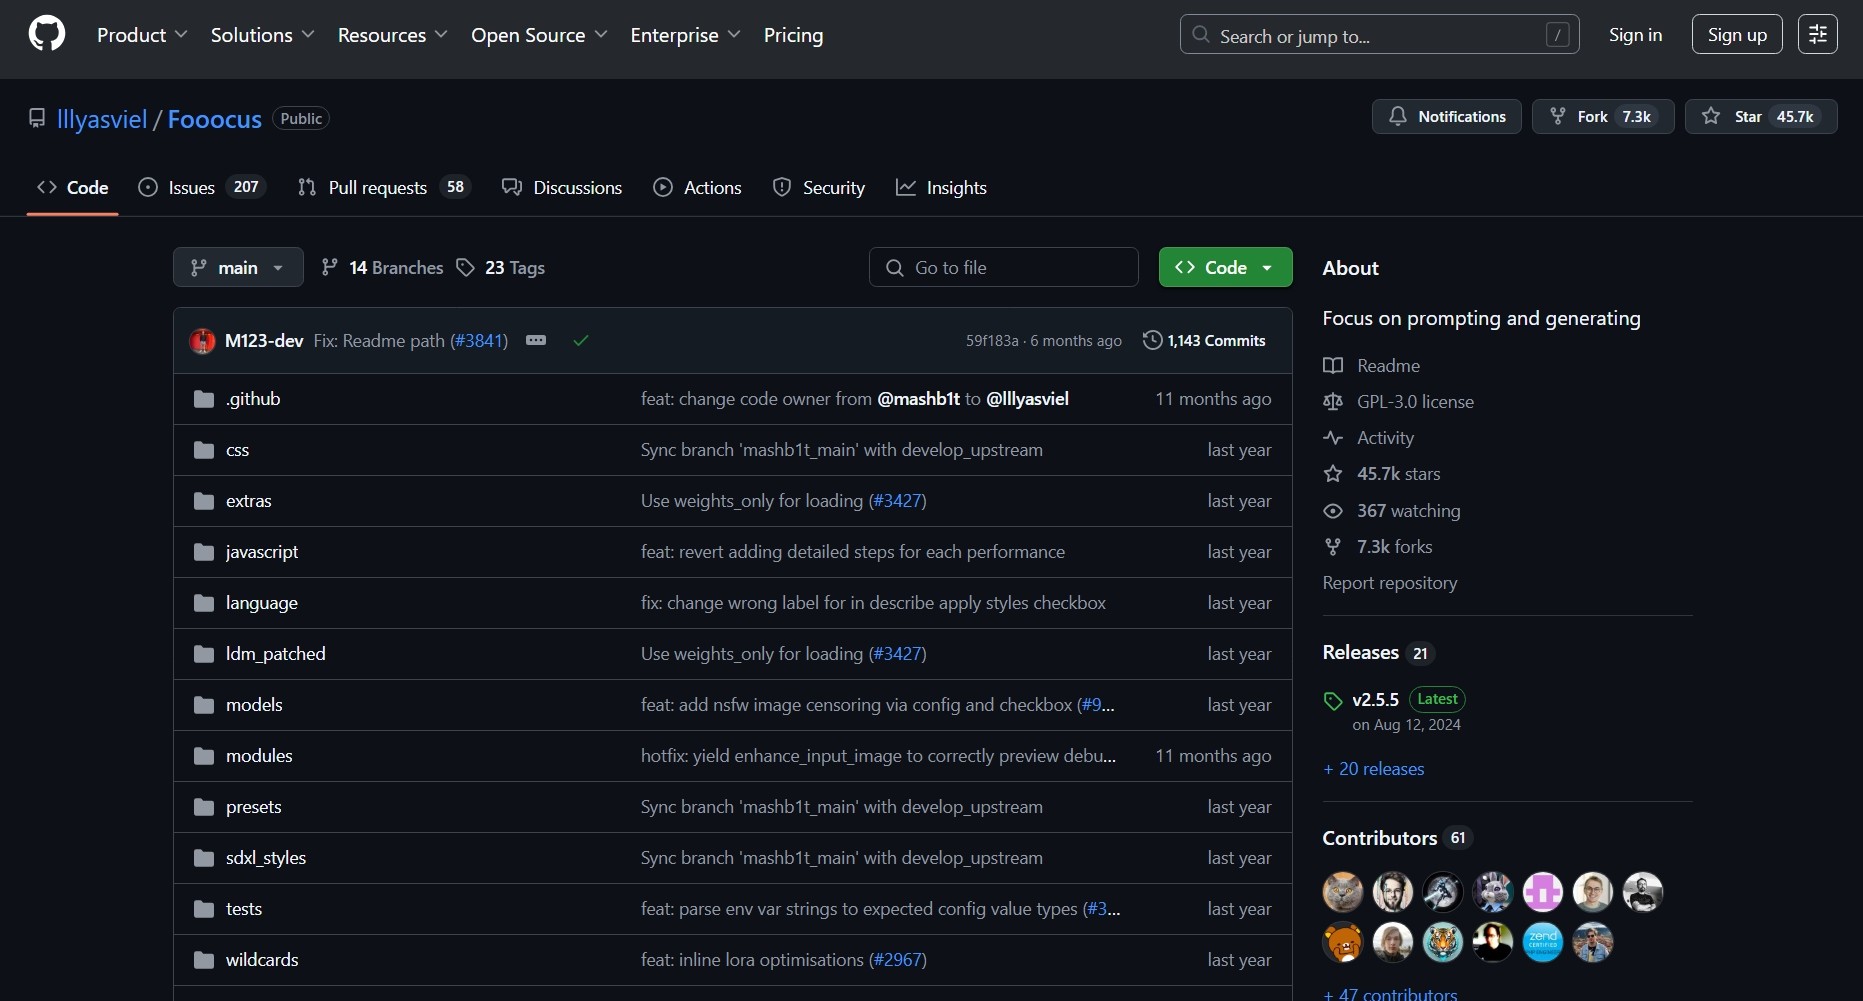 Product Solutions Resources Open Source Enterprise Pricing Search or jump to... / Sign in Sign up
lllyasviel / Fooocus Public Notifications Fork 7.3k Star 45.7k
Code Issues 207 Pull requests 58 Discussions Actions Security Insights
main 14 Branches 23 Tags Go to file Code
M123-dev Fix: Readme path (#3841) 59f183a · 6 months ago 1,143 Commits
.github feat: change code owner from @mashb1t to @lllyasviel 11 months ago
css Sync branch 'mashb1t_main' with develop_upstream last year
extras Use weights_only for loading (#3427) last year
javascript feat: revert adding detailed steps for each performance last year
language fix: change wrong label for in describe apply styles checkbox last year
ldm_patched Use weights_only for loading (#3427) last year
models feat: add nsfw image censoring via config and checkbox (#9... last year
modules hotfix: yield enhance_input_image to correctly preview debu... 11 months ago
presets Sync branch 'mashb1t_main' with develop_upstream last year
sdxl_styles Sync branch 'mashb1t_main' with develop_upstream last year
tests feat: parse env var strings to expected config value types (#3... last year
wildcards feat: inline lora optimisations (#2967) last year
About
Focus on prompting and generating
Readme
GPL-3.0 license
Activity
45.7k stars
367 watching
7.3k forks
Report repository
Releases 21
v2.5.5 Latest
on Aug 12, 2024
+ 20 releases
Contributors 61
zend
CERTIFIED
+ 47 contributors